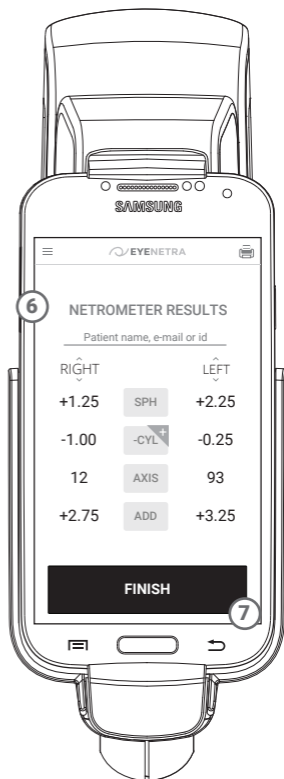 SAMSUNG
EYENETRA
6
NETROMETER RESULTS
Patient name, e-mail or id
RIGHT LEFT
+1.25 SPH +2.25
-1.00 -CYL + -0.25
12 AXIS 93
+2.75 ADD +3.25
FINISH
7